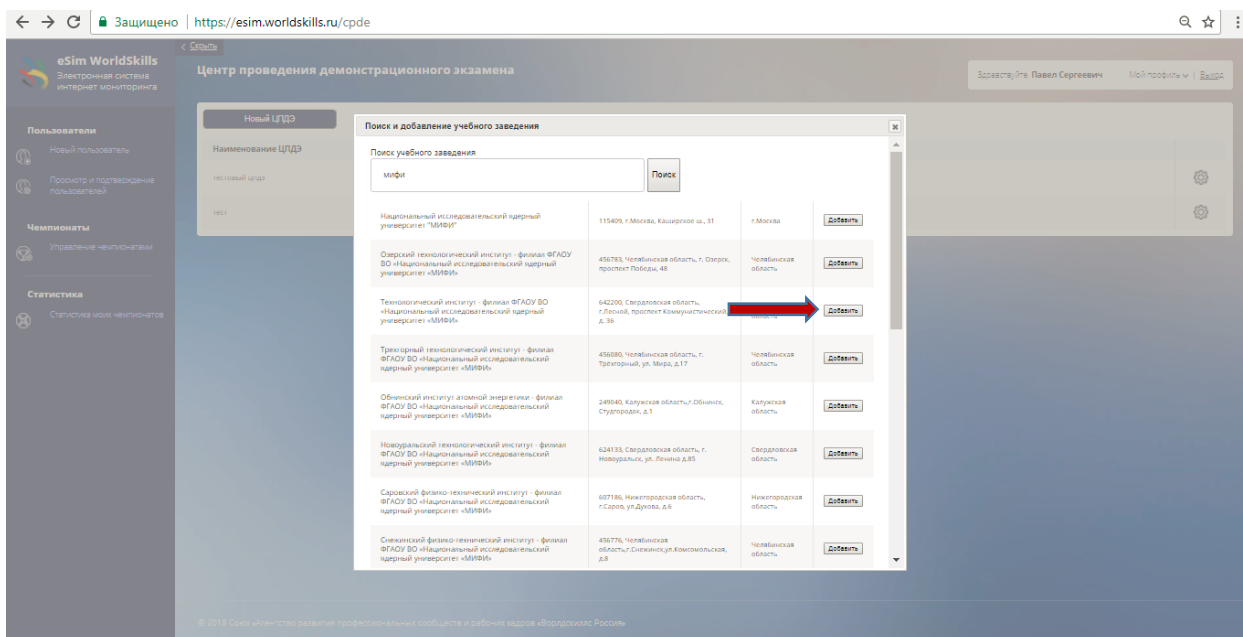 Защищено https://esim.worldskills.ru/cpde
eSim WorldSkills
Электронная система
интернет мониторинга
< Скрыть
Центр проведения демонстрационного экзамена
Здравствуйте, Павел Сергеевич Мой профиль | Выход
Пользователи
Новый пользователь
Просмотр и подтверждение
пользователей
Чемпионаты
Управление чемпионатами
Статистика
Статистика моих чемпионатов
Новый ЦПДЭ
Наименование ЦПДЭ
тестовый цпдэ
тест
Поиск и добавление учебного заведения
Поиск учебного заведения
мифи
Поиск
Национальный исследовательский ядерный
университет "МИФИ"
115409, г.Москва, Каширское ш., 31
г.Москва
Добавить
Озерский технологический институт - филиал ФГАОУ
ВО «Национальный исследовательский ядерный
университет «МИФИ»
456783, Челябинская область, г. Озерск,
проспект Победы, 48
Челябинская
область
Добавить
Технологический институт - филиал ФГАОУ ВО
«Национальный исследовательский ядерный
университет «МИФИ»
642200, Свердловская область,
г.Лесной, проспект Коммунистический,
д. 36
область
Добавить
Трехгорный технологический институт - филиал
ФГАОУ ВО «Национальный исследовательский
ядерный университет «МИФИ»
456080, Челябинская область, г.
Трёхгорный, ул. Мира, д.17
Челябинская
область
Добавить
Обнинский институт атомной энергетики - филиал
ФГАОУ ВО «Национальный исследовательский
ядерный университет «МИФИ»
249040, Калужская область,г.Обнинск,
Студгородок, д.1
Калужская
область
Добавить
Новоуральский технологический институт - филиал
ФГАОУ ВО «Национальный исследовательский
ядерный университет «МИФИ»
624133, Свердловская область, г.
Новоуральск, ул. Ленина д.85
Свердловская
область
Добавить
Саровский физико-технический институт - филиал
ФГАОУ ВО «Национальный исследовательский
ядерный университет «МИФИ»
607186, Нижегородская область,
г.Саров, ул.Духова, д.6
Нижегородская
область
Добавить
Снежинский физико-технический институт - филиал
ФГАОУ ВО «Национальный исследовательский
ядерный университет «МИФИ»
456776, Челябинская
область,г.Снежинск,ул.Комсомольская,
д.8
Челябинская
область
Добавить
© 2018 Союз «Агентство развития профессиональных сообществ и рабочих кадров «Ворлдскиллс Россия»